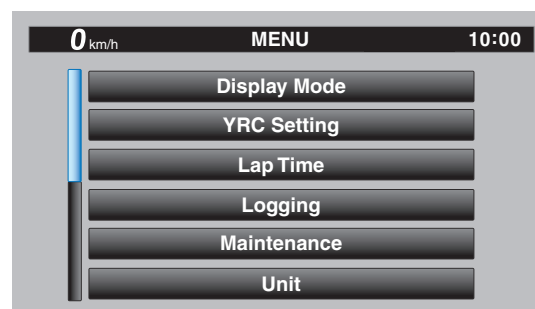 0 km/h MENU 10:00
Display Mode
YRC Setting
Lap Time
Logging
Maintenance
Unit